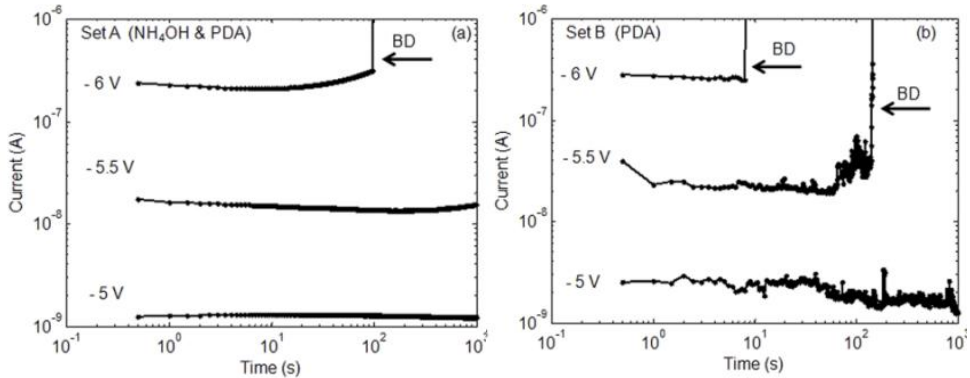 Set A (NH₄OH & PDA)
(a)
BD
- 6 V
- 5.5 V
- 5 V
10⁻⁶
10⁻⁷
10⁻⁸
10⁻⁹
Current (A)
10⁻¹
10⁰
10¹
10²
10³
Time (s)
Set B (PDA)
(b)
- 6 V
BD
BD
- 5.5 V
- 5 V
10⁻⁶
10⁻⁷
10⁻⁸
10⁻⁹
Current (A)
10⁻¹
10⁰
10¹
10²
10³
Time (s)